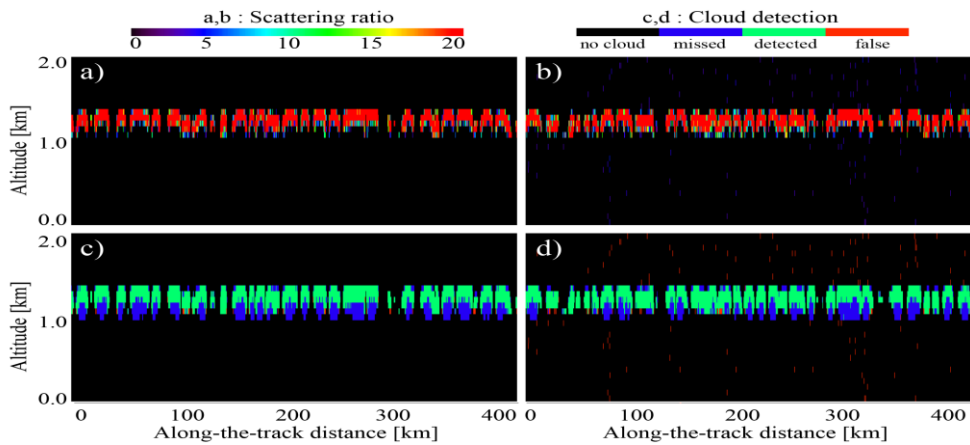 a,b : Scattering ratio
c,d : Cloud detection
0 5 10 15 20
no cloud missed detected false
2.0
a)
b)
Altitude [km]
1.0
0.0
2.0
c)
d)
Altitude [km]
1.0
0.0
0 100 200 300 400
0 100 200 300 400
Along-the-track distance [km]
Along-the-track distance [km]